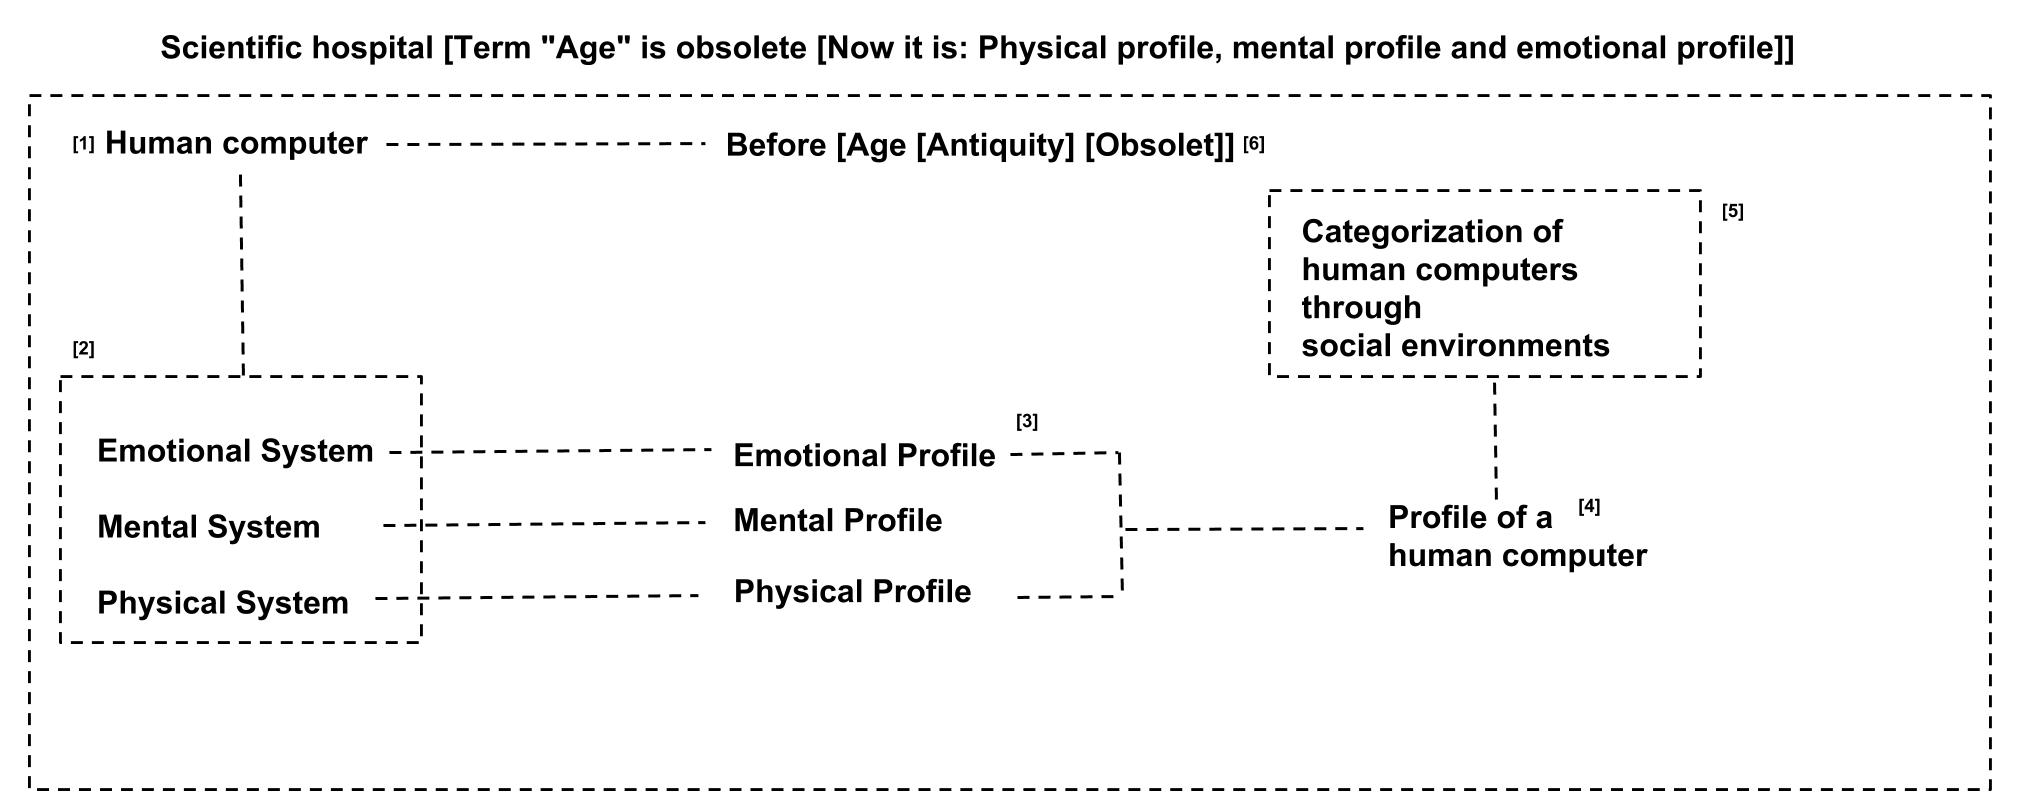 Scientific hospital [Term "Age" is obsolete [Now it is: Physical profile, mental profile and emotional profile]]
[1] Human computer
Before [Age [Antiquity] [Obsolet]] [6]
[5]
Categorization of
human computers
through
social environments
[2]
Emotional System
Mental System
Physical System
[3]
Emotional Profile
Mental Profile
Physical Profile
Profile of a [4]
human computer